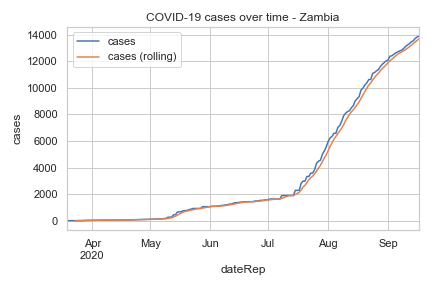 COVID-19 cases over time - Zambia
cases
cases (rolling)
14000
12000
10000
8000
6000
4000
2000
0
cases
Apr
2020
May
Jun
Jul
Aug
Sep
dateRep